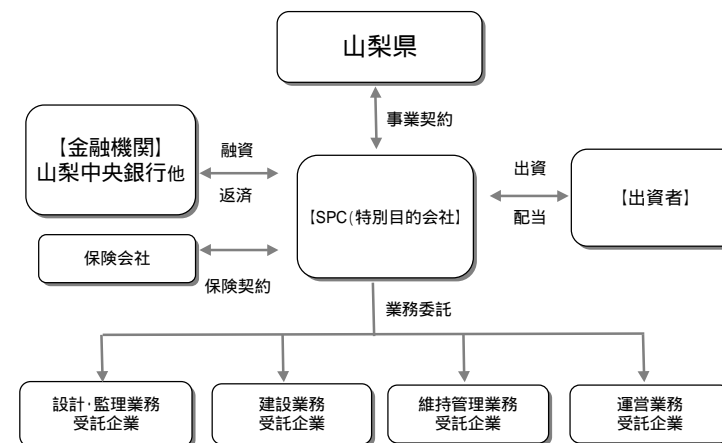 山梨県
事業契約
【金融機関】
山梨中央銀行他
融資
返済
【SPC(特別目的会社】
出資
配当
【出資者】
保険会社
保険契約
業務委託
設計・監理業務
受託企業
建設業務
受託企業
維持管理業務
受託企業
運営業務
受託企業